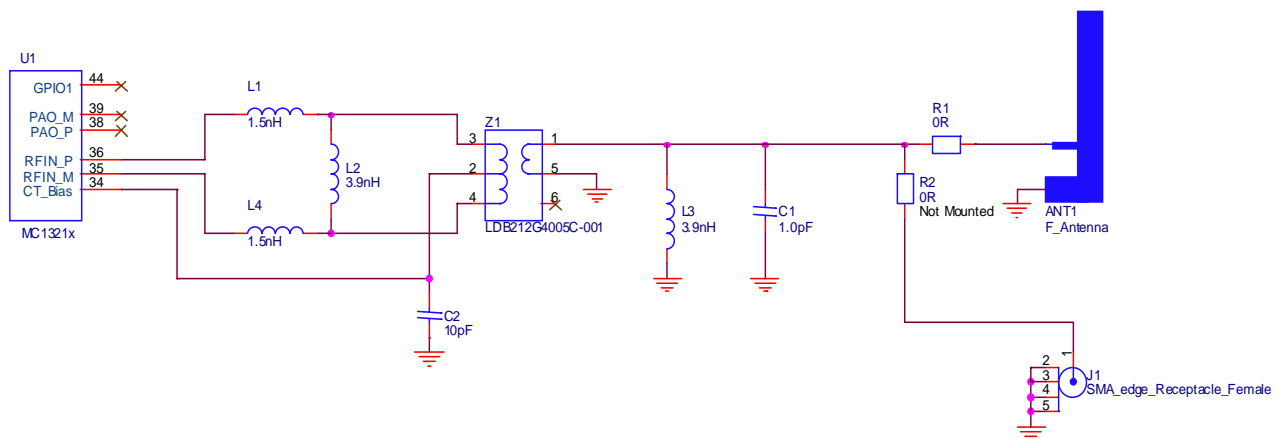 U1
GPIO1
44
PAO_M
39
PAO_P
38
RFIN_P
36
RFIN_M
35
CT_Bias
34
MC1321x
L1
1.5nH
L2
3.9nH
L4
1.5nH
Z1
3
2
4
1
5
6
LDB212G4005C-001
C2
10pF
L3
3.9nH
C1
1.0pF
R1
0R
R2
0R
Not Mounted
ANT1
F_Antenna
1
2
3
4
5
J1
SMA_edge_Receptacle_Female